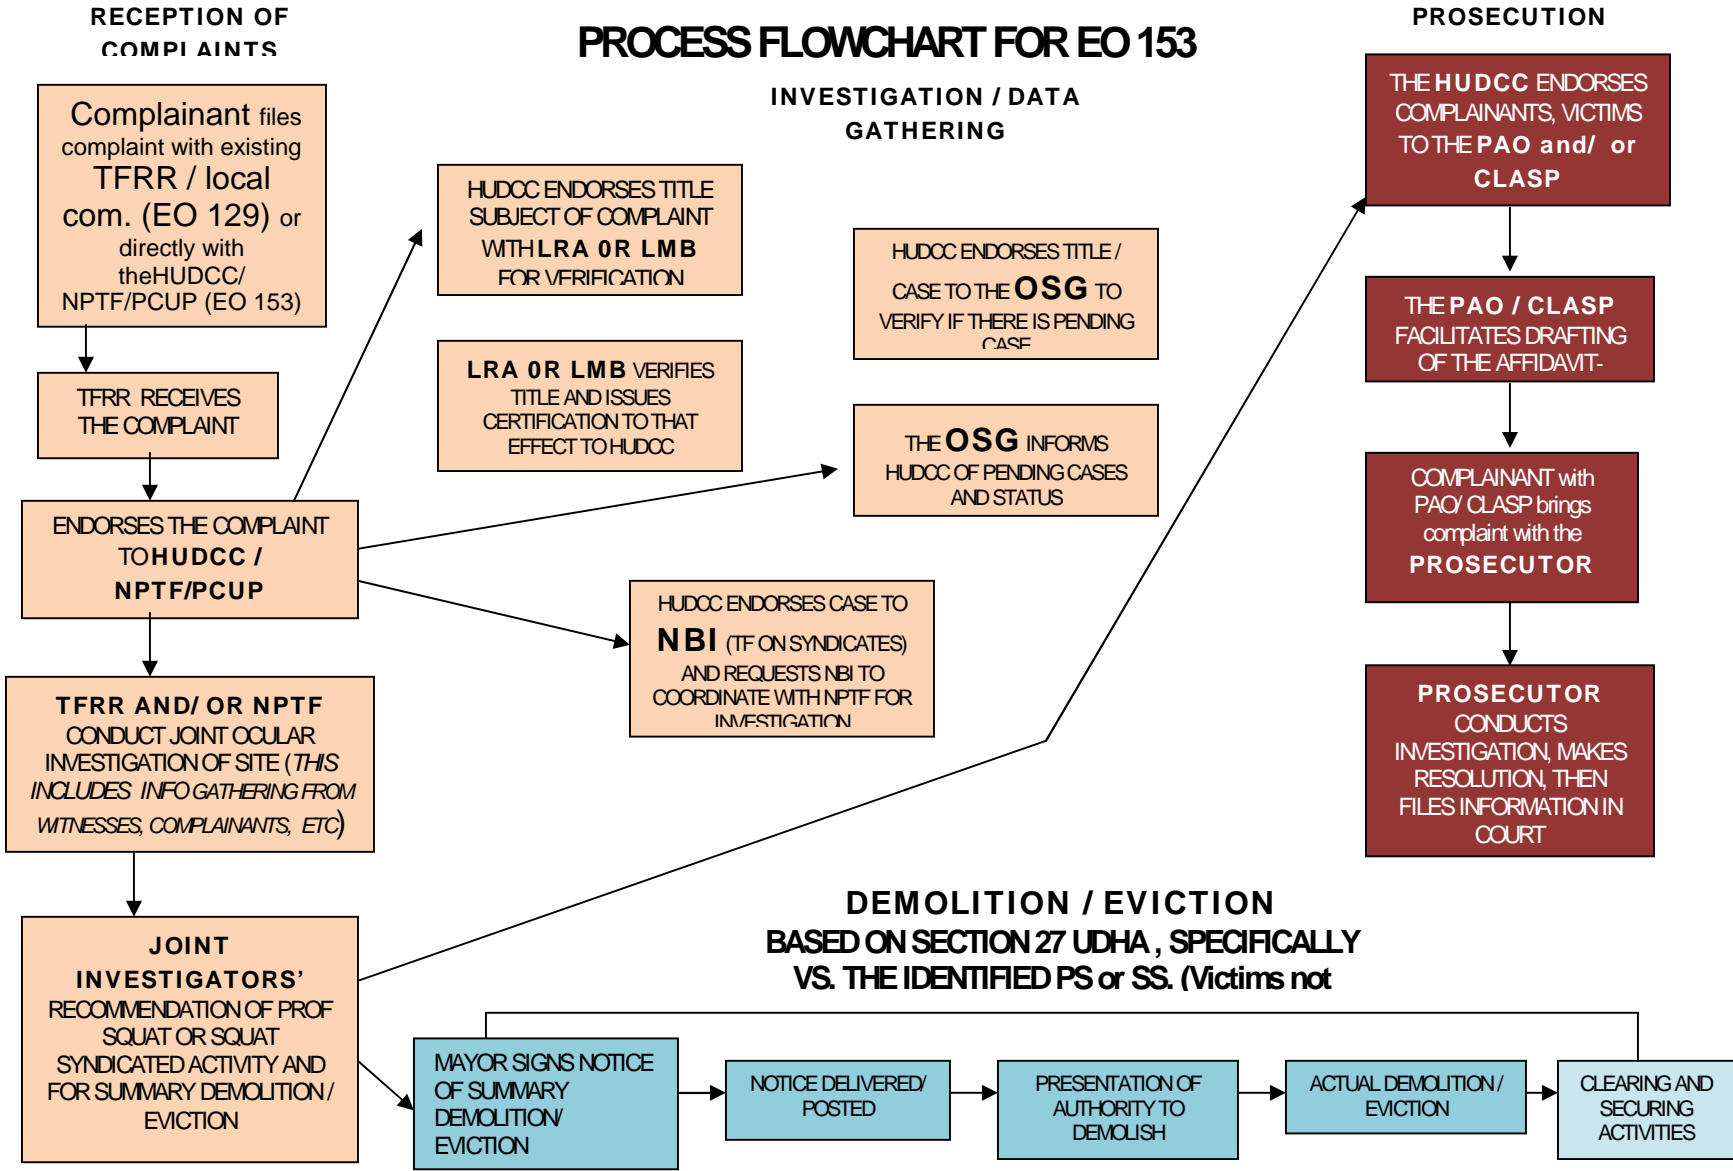 RECEPTION OF
COMPLAINTS
PROCESS FLOWCHART FOR EO 153
INVESTIGATION / DATA
GATHERING
PROSECUTION
Complainant files
complaint with existing
TFRR / local
com. (EO 129) or
directly with
theHUDCC/
NPTF/PCUP (EO 153)
TFRR RECEIVES
THE COMPLAINT
ENDORSES THE COMPLAINT
TO HUDCC /
NPTF/PCUP
TFRR AND/ OR NPTF
CONDUCT JOINT OCULAR
INVESTIGATION OF SITE (THIS
INCLUDES INFO GATHERING FROM
WITNESSES, COMPLAINANTS, ETC)
JOINT
INVESTIGATORS’
RECOMMENDATION OF PROF
SQUAT OR SQUAT
SYNDICATED ACTIVITY AND
FOR SUMMARY DEMOLITION /
EVICTION
HUDCC ENDORSES TITLE
SUBJECT OF COMPLAINT
WITH LRA 0R LMB
FOR VERIFICATION
LRA 0R LMB VERIFIES
TITLE AND ISSUES
CERTIFICATION TO THAT
EFFECT TO HUDCC
HUDCC ENDORSES TITLE /
CASE TO THE OSG TO
VERIFY IF THERE IS PENDING
CASE
THE OSG INFORMS
HUDCC OF PENDING CASES
AND STATUS
HUDCC ENDORSES CASE TO
NBI (TF ON SYNDICATES)
AND REQUESTS NBI TO
COORDINATE WITH NPTF FOR
INVESTIGATION
THE HUDCC ENDORSES
COMPLAINANTS, VICTIMS
TO THE PAO and/ or
CLASP
THE PAO / CLASP
FACILITATES DRAFTING
OF THE AFFIDAVIT-
COMPLAINANT with
PAO/ CLASP brings
complaint with the
PROSECUTOR
PROSECUTOR
CONDUCTS
INVESTIGATION, MAKES
RESOLUTION, THEN
FILES INFORMATION IN
COURT
DEMOLITION / EVICTION
BASED ON SECTION 27 UDHA , SPECIFICALLY
VS. THE IDENTIFIED PS or SS. (Victims not
MAYOR SIGNS NOTICE
OF SUMMARY
DEMOLITION/
EVICTION
NOTICE DELIVERED/
POSTED
PRESENTATION OF
AUTHORITY TO
DEMOLISH
ACTUAL DEMOLITION /
EVICTION
CLEARING AND
SECURING
ACTIVITIES